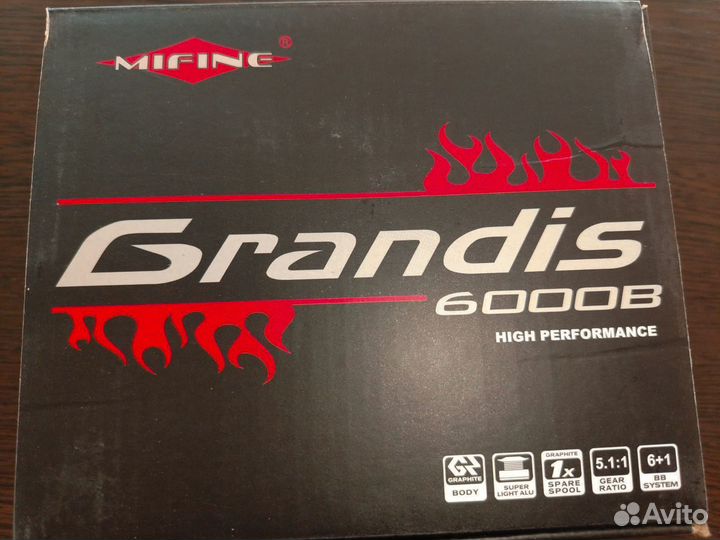 MIFINE ®
Grandis
6000B
HIGH PERFORMANCE
GR GRAPHITE BODY
SUPER LIGHT ALU
GRAPHITE 1x SPARE SPOOL
5.1:1 GEAR RATIO
6+1 BB SYSTEM
Avito